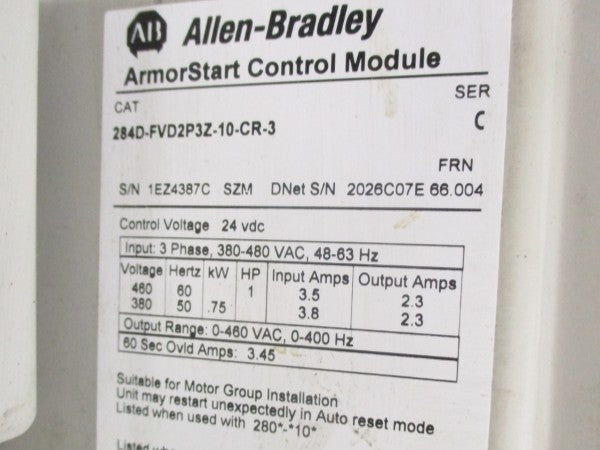 AB Allen-Bradley
ArmorStart Control Module
CAT SER
284D-FVD2P3Z-10-CR-3 C
FRN
S/N 1EZ4387C SZM DNet S/N 2026C07E 66.004
Control Voltage 24 vdc
Input: 3 Phase, 380-480 VAC, 48-63 Hz
Voltage Hertz kW HP Input Amps Output Amps
460 60 1 3.5 2.3
380 50 .75 3.8 2.3
Output Range: 0-460 VAC, 0-400 Hz
60 Sec Ovld Amps: 3.45
Suitable for Motor Group Installation
Unit may restart unexpectedly in Auto reset mode
Listed when used with 280*-*10*
Listed